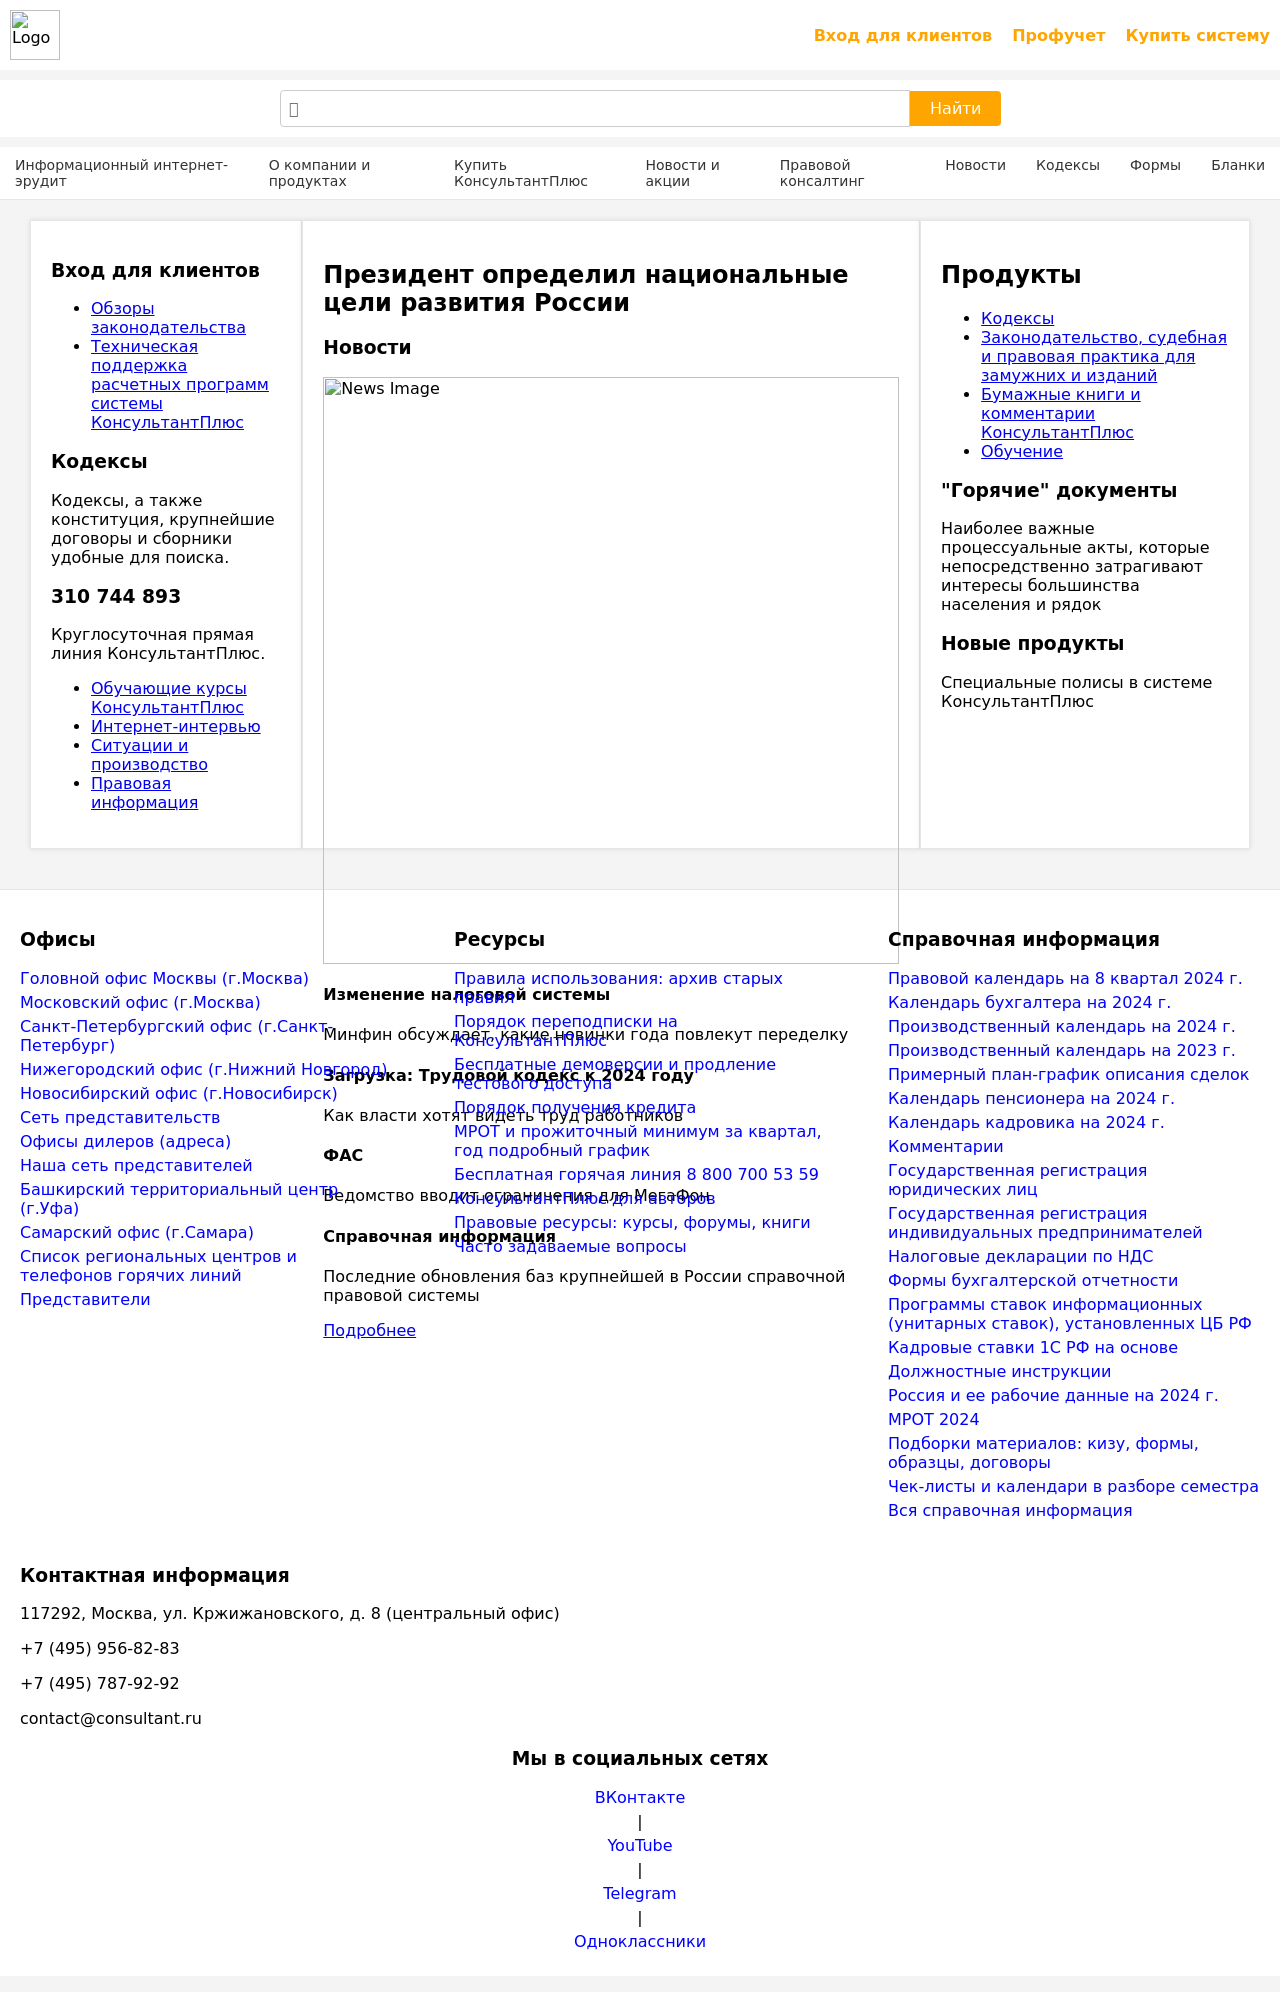 Logo
Вход для клиентов Профучет Купить систему
Найти
Информационный интернет-
эрудит
О компании и
продуктах
Купить
КонсультантПлюс
Новости и
акции
Правовой
консалтинг
Новости
Кодексы
Формы
Бланки
Вход для клиентов
Обзоры
законодательства
Техническая
поддержка
расчетных программ
системы
КонсультантПлюс
Кодексы
Кодексы, а также
конституция, крупнейшие
договоры и сборники
удобные для поиска.
310 744 893
Круглосуточная прямая
линия КонсультантПлюс.
Обучающие курсы
КонсультантПлюс
Интернет-интервью
Ситуации и
производство
Правовая
информация
Президент определил национальные
цели развития России
Новости
News Image
Изменение налоговой системы
Минфин обсуждает, какие новинки года повлекут переделку
Загрузка: Трудовой кодекс к 2024 году
Как власти хотят видеть труд работников
ФАС
Ведомство вводит ограничения для МегаФон
Справочная информация
Последние обновления баз крупнейшей в России справочной
правовой системы
Подробнее
Продукты
Кодексы
Законодательство, судебная
и правовая практика для
замужних и изданий
Бумажные книги и
комментарии
КонсультантПлюс
Обучение
"Горячие" документы
Наиболее важные
процессуальные акты, которые
непосредственно затрагивают
интересы большинства
населения и рядок
Новые продукты
Специальные полисы в системе
КонсультантПлюс
Офисы
Головной офис Москвы (г.Москва)
Московский офис (г.Москва)
Санкт-Петербургский офис (г.Санкт-
Петербург)
Нижегородский офис (г.Нижний Новгород)
Новосибирский офис (г.Новосибирск)
Сеть представительств
Офисы дилеров (адреса)
Наша сеть представителей
Башкирский территориальный центр
(г.Уфа)
Самарский офис (г.Самара)
Список региональных центров и
телефонов горячих линий
Представители
Ресурсы
Правила использования: архив старых
правил
Порядок переподписки на
КонсультантПлюс
Бесплатные демоверсии и продление
тестового доступа
Порядок получения кредита
МРОТ и прожиточный минимум за квартал,
год подробный график
Бесплатная горячая линия 8 800 700 53 59
КонсультантПлюс для авторов
Правовые ресурсы: курсы, форумы, книги
Часто задаваемые вопросы
Справочная информация
Правовой календарь на 8 квартал 2024 г.
Календарь бухгалтера на 2024 г.
Производственный календарь на 2024 г.
Производственный календарь на 2023 г.
Примерный план-график описания сделок
Календарь пенсионера на 2024 г.
Календарь кадровика на 2024 г.
Комментарии
Государственная регистрация
юридических лиц
Государственная регистрация
индивидуальных предпринимателей
Налоговые декларации по НДС
Формы бухгалтерской отчетности
Программы ставок информационных
(унитарных ставок), установленных ЦБ РФ
Кадровые ставки 1С РФ на основе
Должностные инструкции
Россия и ее рабочие данные на 2024 г.
МРОТ 2024
Подборки материалов: кизу, формы,
образцы, договоры
Чек-листы и календари в разборе семестра
Вся справочная информация
Контактная информация
117292, Москва, ул. Кржижановского, д. 8 (центральный офис)
+7 (495) 956-82-83
+7 (495) 787-92-92
contact@consultant.ru
Мы в социальных сетях
ВКонтакте
|
YouTube
|
Telegram
|
Одноклассники